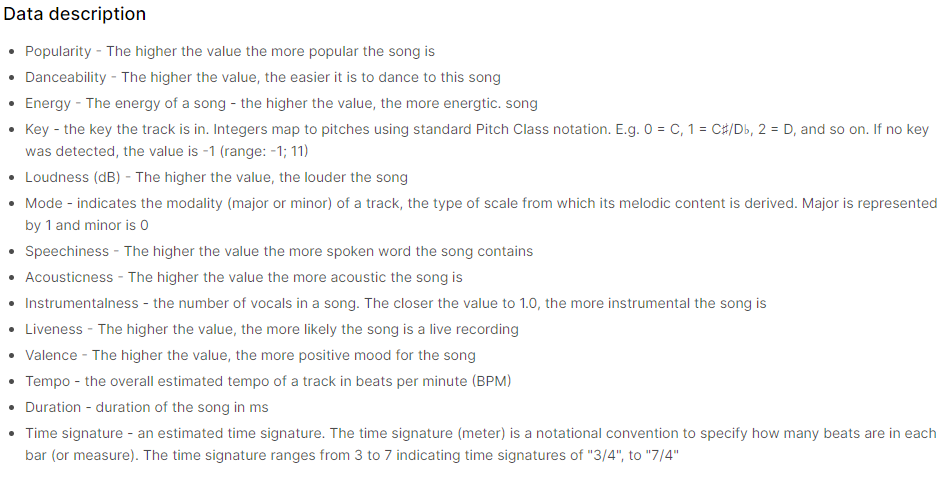 Data description
• Popularity - The higher the value the more popular the song is
• Danceability - The higher the value, the easier it is to dance to this song
• Energy - The energy of a song - the higher the value, the more energtic. song
• Key - the key the track is in. Integers map to pitches using standard Pitch Class notation. E.g. 0 = C, 1 = C♯/D♭, 2 = D, and so on. If no key
was detected, the value is -1 (range: -1; 11)
• Loudness (dB) - The higher the value, the louder the song
• Mode - indicates the modality (major or minor) of a track, the type of scale from which its melodic content is derived. Major is represented
by 1 and minor is 0
• Speechiness - The higher the value the more spoken word the song contains
• Acousticness - The higher the value the more acoustic the song is
• Instrumentalness - the number of vocals in a song. The closer the value to 1.0, the more instrumental the song is
• Liveness - The higher the value, the more likely the song is a live recording
• Valence - The higher the value, the more positive mood for the song
• Tempo - the overall estimated tempo of a track in beats per minute (BPM)
• Duration - duration of the song in ms
• Time signature - an estimated time signature. The time signature (meter) is a notational convention to specify how many beats are in each
bar (or measure). The time signature ranges from 3 to 7 indicating time signatures of "3/4", to "7/4"